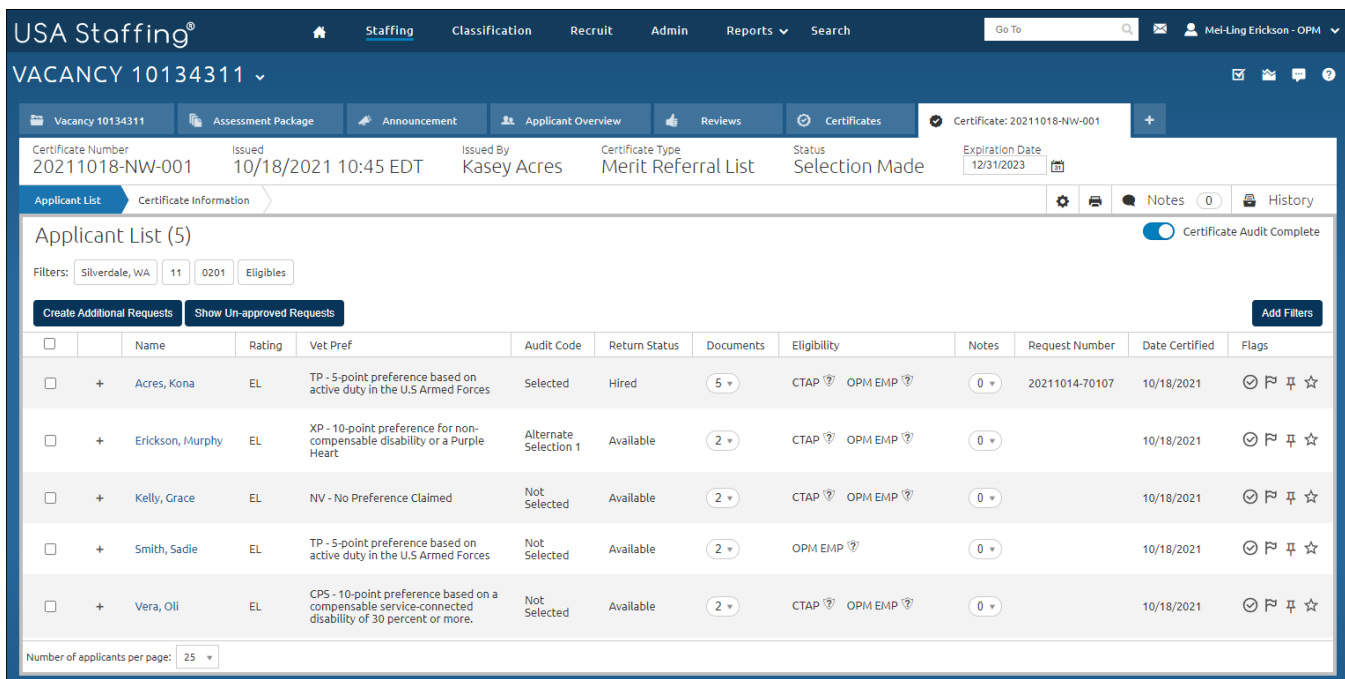 USA Staffing® Staffing Classification Recruit Admin Reports Search Go To Mei-Ling Erickson - OPM
VACANCY 10134311
Vacancy 10134311 Assessment Package Announcement Applicant Overview Reviews Certificates Certificate: 20211018-NW-001 +
Certificate Number Issued Issued By Certificate Type Status Expiration Date
20211018-NW-001 10/18/2021 10:45 EDT Kasey Acres Merit Referral List Selection Made 12/31/2023
Applicant List Certificate Information Notes 0 History
Applicant List (5) Certificate Audit Complete
Filters: Silverdale, WA 11 0201 Eligibles
Create Additional Requests Show Un-approved Requests Add Filters
Name Rating Vet Pref Audit Code Return Status Documents Eligibility Notes Request Number Date Certified Flags
+ Acres, Kona EL TP - 5-point preference based on active duty in the U.S Armed Forces Selected Hired 5 CTAP OPM EMP 0 20211014-70107 10/18/2021
+ Erickson, Murphy EL XP - 10-point preference for non-compensable disability or a Purple Heart Alternate Selection 1 Available 2 CTAP OPM EMP 0 10/18/2021
+ Kelly, Grace EL NV - No Preference Claimed Not Selected Available 2 CTAP OPM EMP 0 10/18/2021
+ Smith, Sadie EL TP - 5-point preference based on active duty in the U.S Armed Forces Not Selected Available 2 OPM EMP 0 10/18/2021
+ Vera, Oli EL CPS - 10-point preference based on a compensable service-connected disability of 30 percent or more. Not Selected Available 2 CTAP OPM EMP 0 10/18/2021
Number of applicants per page: 25